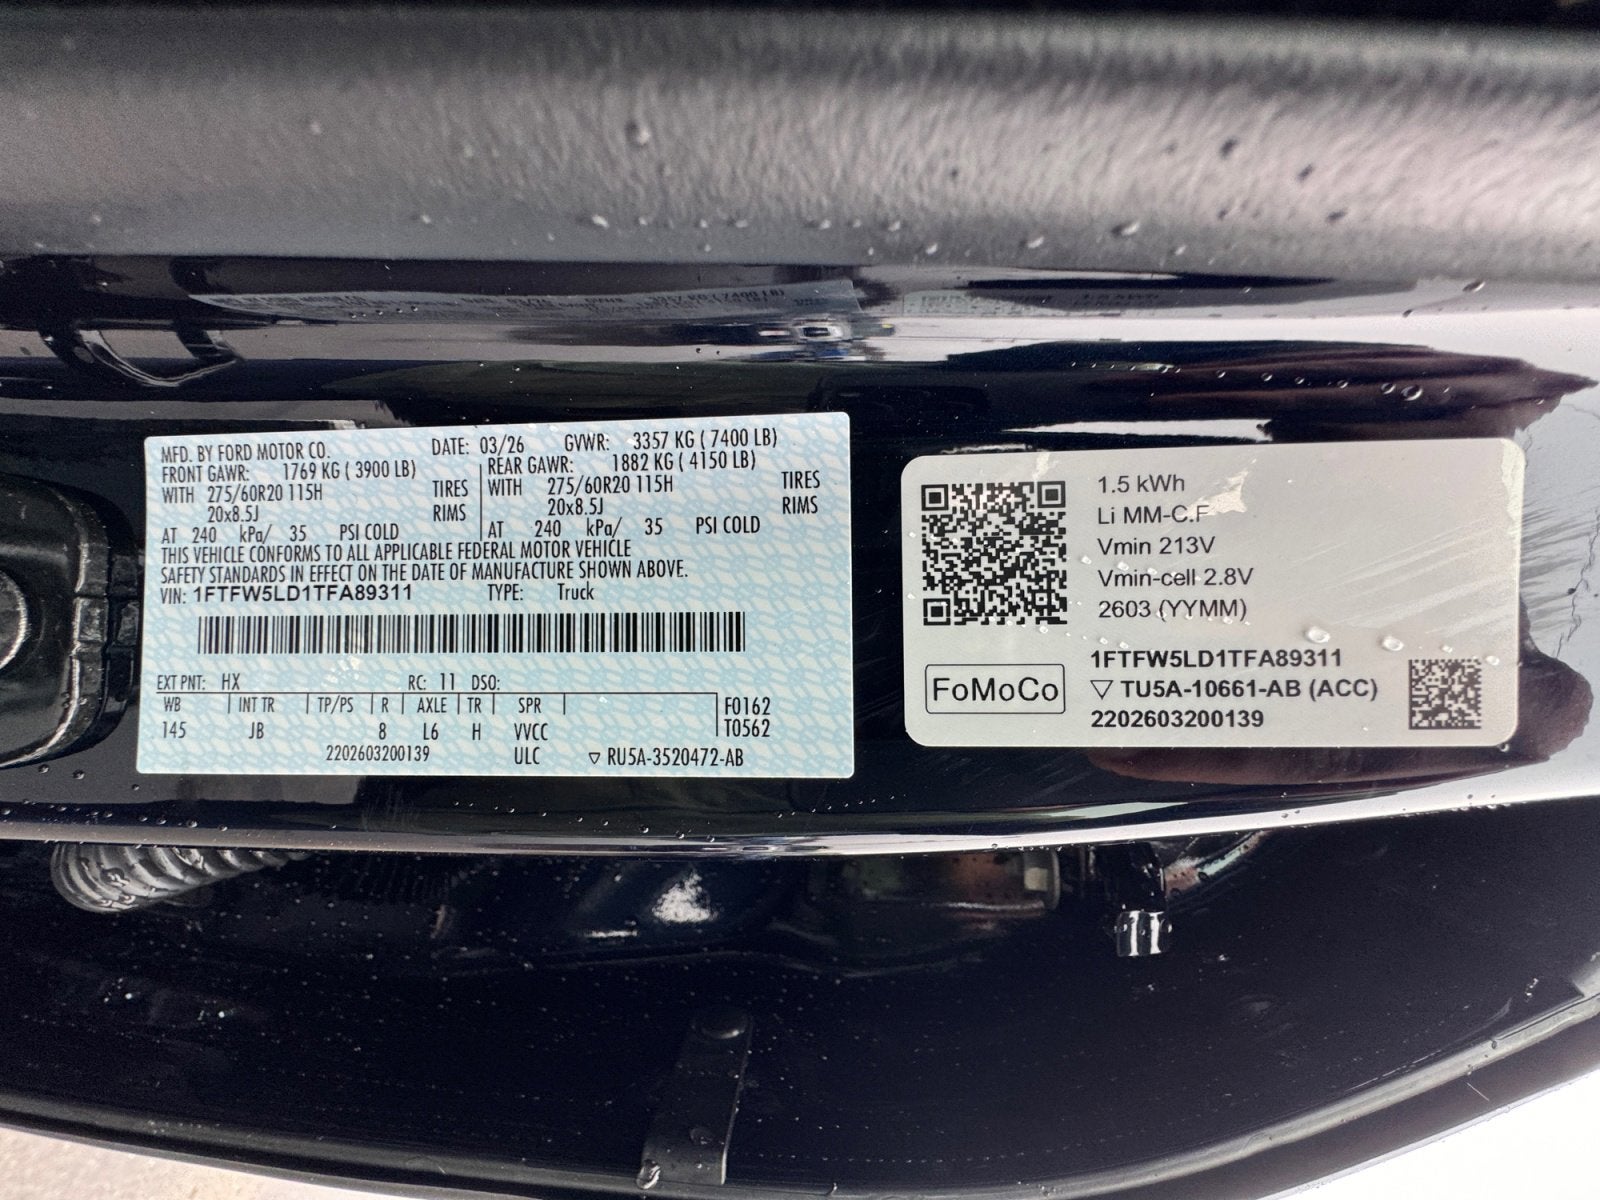 MFD. BY FORD MOTOR CO. DATE: 03/26 GVWR: 3357 KG ( 7400 LB)
FRONT GAWR: 1769 KG ( 3900 LB) REAR GAWR: 1882 KG ( 4150 LB)
WITH 275/60R20 115H TIRES WITH 275/60R20 115H TIRES
20x8.5J RIMS 20x8.5J RIMS
AT 240 kPa/ 35 PSI COLD AT 240 kPa/ 35 PSI COLD
THIS VEHICLE CONFORMS TO ALL APPLICABLE FEDERAL MOTOR VEHICLE
SAFETY STANDARDS IN EFFECT ON THE DATE OF MANUFACTURE SHOWN ABOVE.
VIN: 1FTFW5LD1TFA89311 TYPE: Truck
EXT PNT: HX RC: 11 DSO:
WB INT TR TP/PS R AXLE TR SPR F0162
145 JB 8 L6 H VVCC T0562
2202603200139 ULC ▽ RU5A-3520472-AB
1.5 kWh
Li MM-C.F
Vmin 213V
Vmin-cell 2.8V
2603 (YYMM)
FoMoCo
1FTFW5LD1TFA89311
▽ TU5A-10661-AB (ACC)
2202603200139